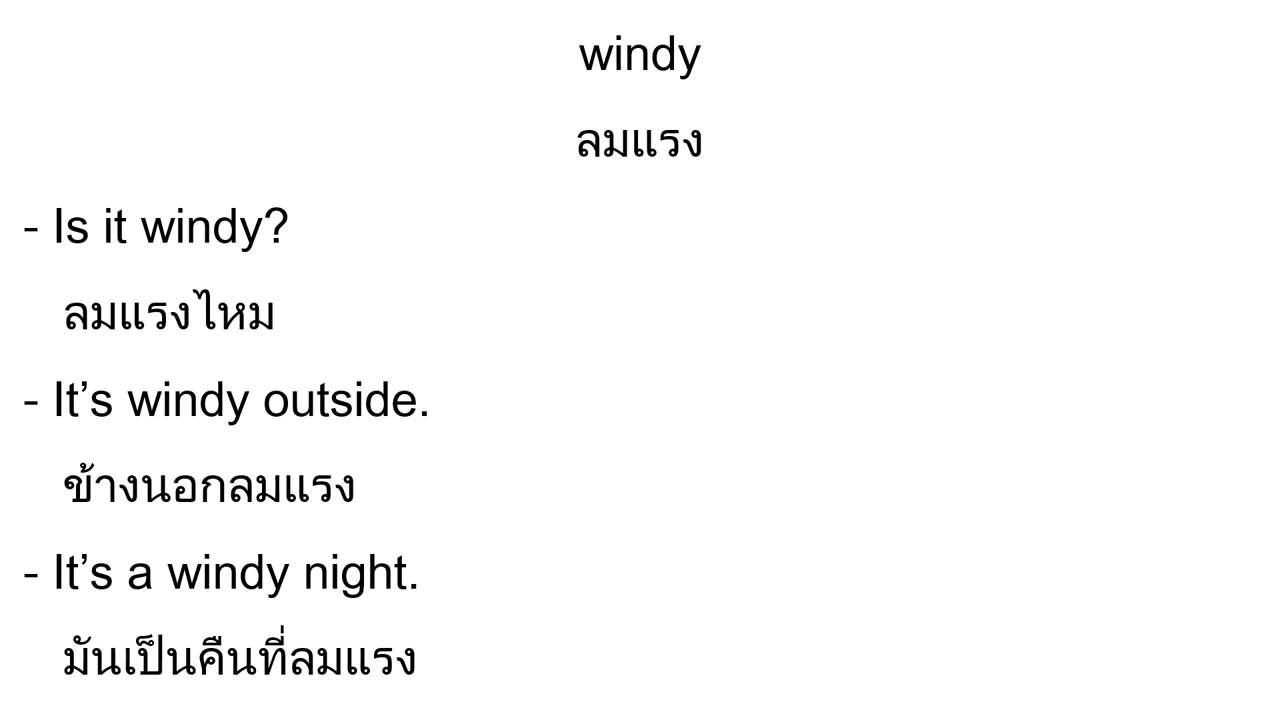 windy
ลมแรง
- Is it windy?
ลมแรงไหม
- It’s windy outside.
ข้างนอกลมแรง
- It’s a windy night.
มันเป็นคืนที่ลมแรง